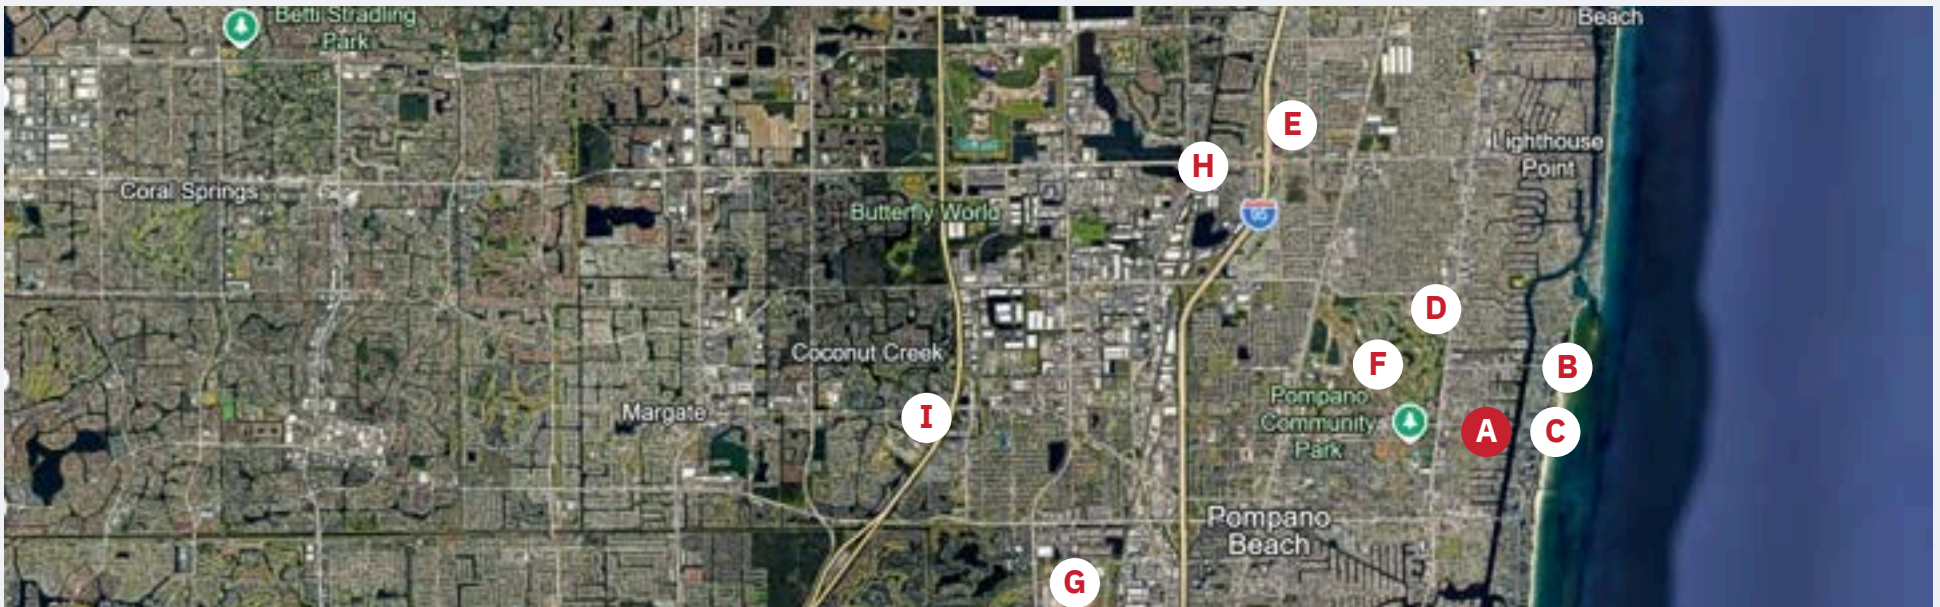 Betti Stradling
Park
Beach
E
Lighthouse
Point
H
Coral Springs
Butterfly World
95
D
Coconut Creek
F
B
Pompano
Community
Park
Margate
I
A
C
Pompano
Beach
G